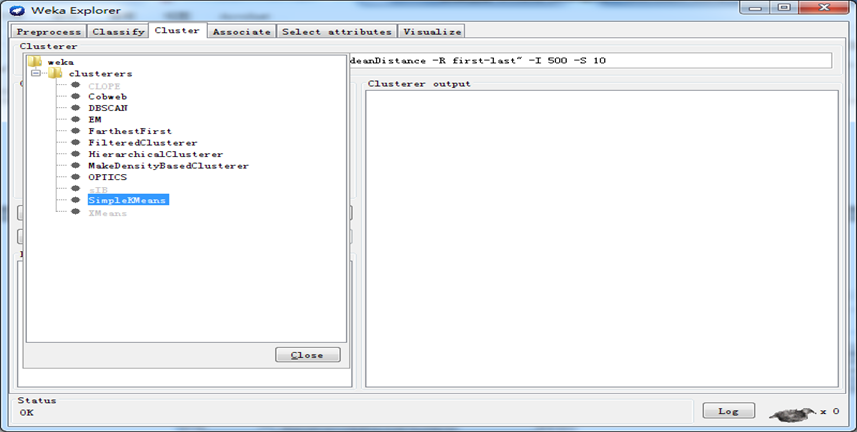 Weka Explorer
Preprocess Classify Cluster Associate Select attributes Visualize
Clusterer
weka
clusterers
CLOPE
Cobweb
DBSCAN
EM
FarthestFirst
FilteredClusterer
HierarchicalClusterer
MakeDensityBasedClusterer
OPTICS
sIB
SimpleKMeans
XMeans
Close
deanDistance -R first-last" -I 500 -S 10
Clusterer output
Status
OK
Log
x 0